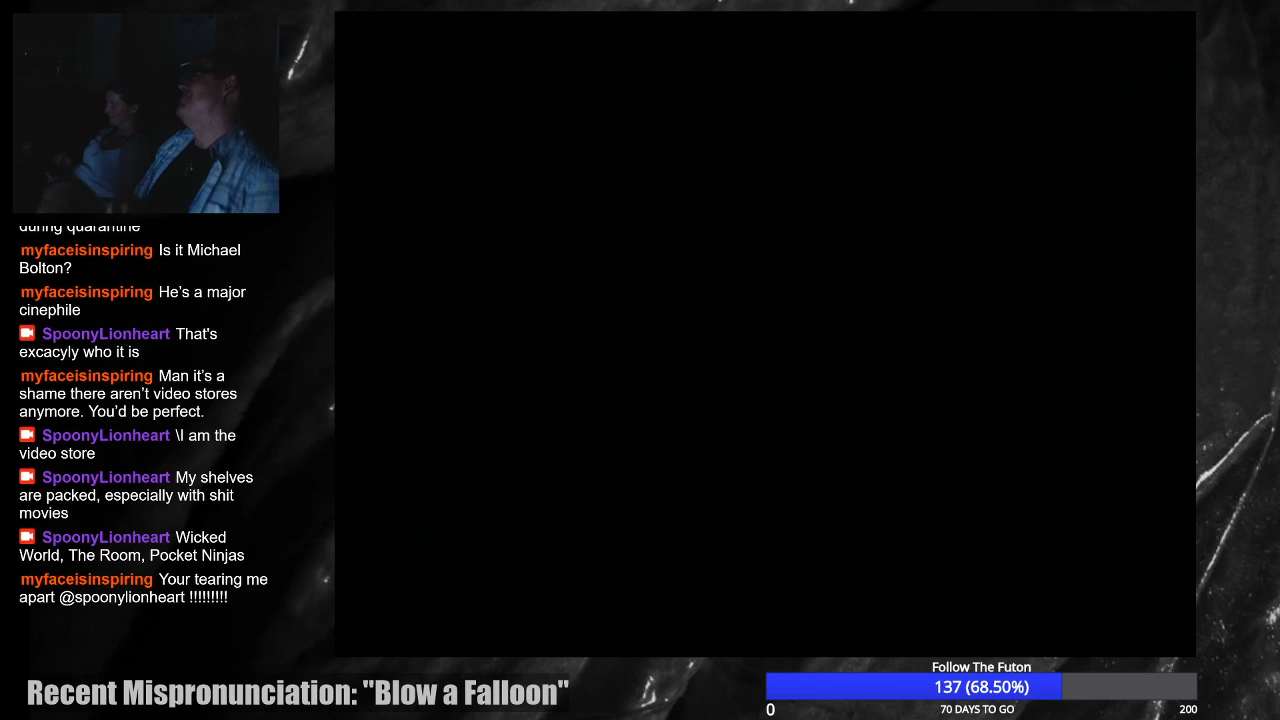 during quarantine
myfaceisinspiring Is it Michael
Bolton?
myfaceisinspiring He's a major
cinephile
SpoonyLionheart That's
excacyly who it is
myfaceisinspiring Man it’s a
shame there aren’t video stores
anymore. You’d be perfect.
SpoonyLionheart \I am the
video store
SpoonyLionheart My shelves
are packed, especially with shit
movies
SpoonyLionheart Wicked
World, The Room, Pocket Ninjas
myfaceisinspiring Your tearing me
apart @spoonylionheart !!!!!!!!!
Recent Mispronunciation: "Blow a Falloon"
Follow The Futon
137 (68.50%)
0 70 DAYS TO GO 200